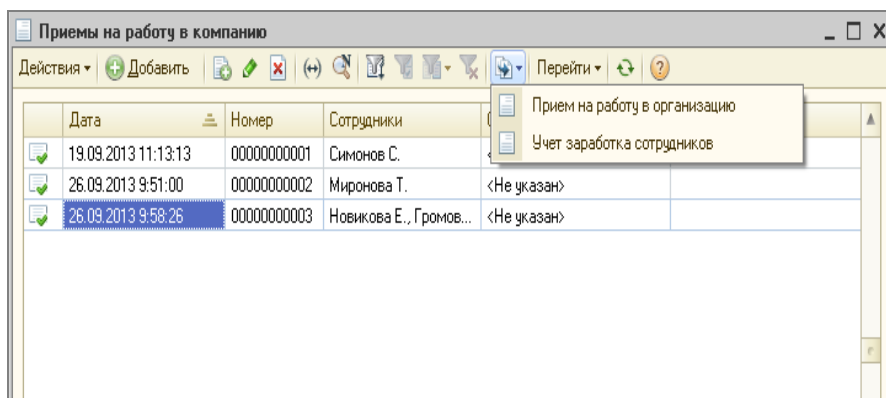 Приемы на работу в компанию
Действия Добавить Перейти
Прием на работу в организацию
Учет заработка сотрудников
Дата Номер Сотрудники
19.09.2013 11:13:13 00000000001 Симонов С.
26.09.2013 9:51:00 00000000002 Миронова Т. <Не указан>
26.09.2013 9:58:26 00000000003 Новикова Е., Громов... <Не указан>